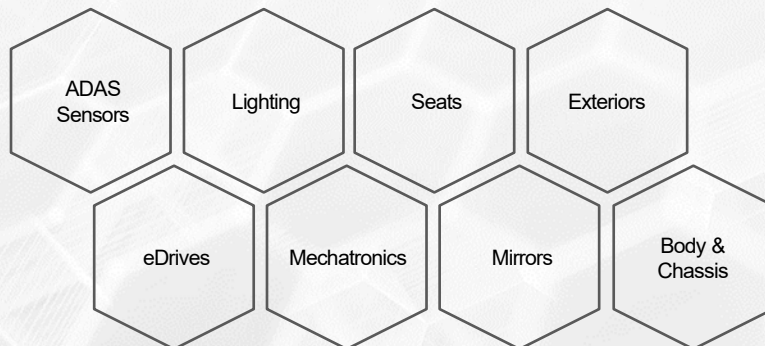 ADAS
Sensors
Lighting
Seats
Exteriors
eDrives
Mechatronics
Mirrors
Body &
Chassis